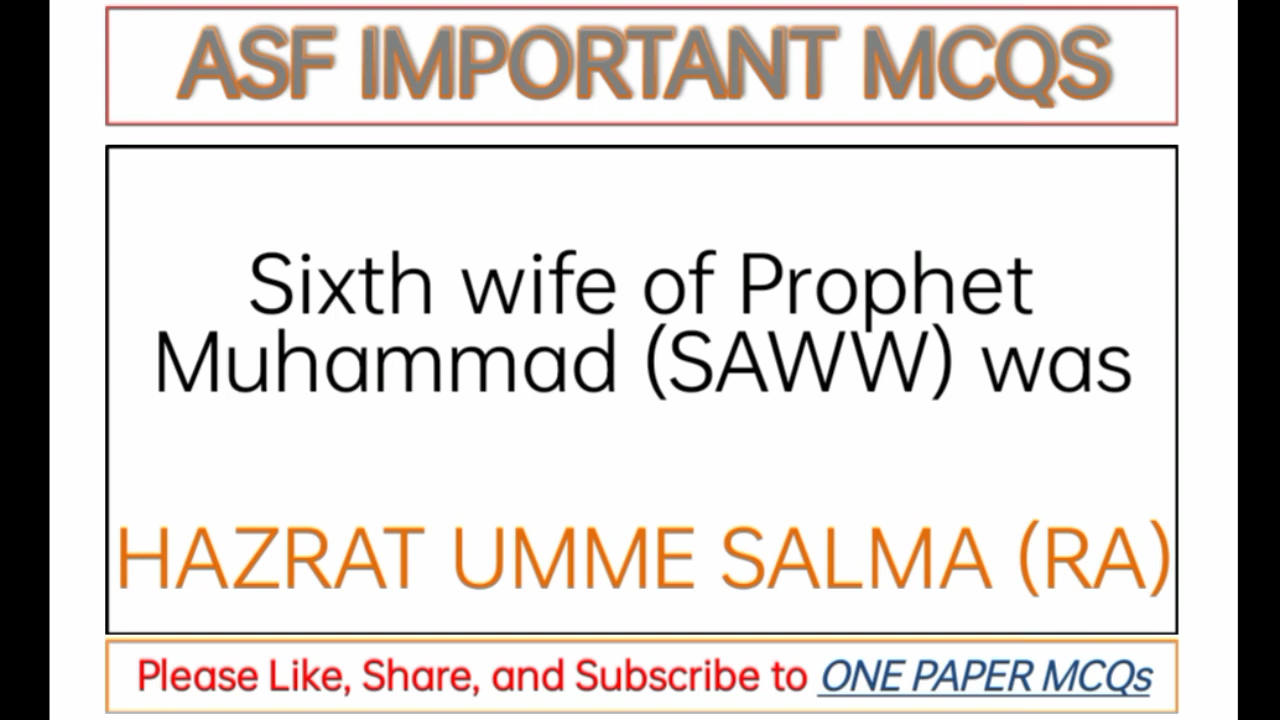 ASF IMPORTANT MCQS
Sixth wife of Prophet
Muhammad (SAWW) was
HAZRAT UMME SALMA (RA)
Please Like, Share, and Subscribe to ONE PAPER MCQs